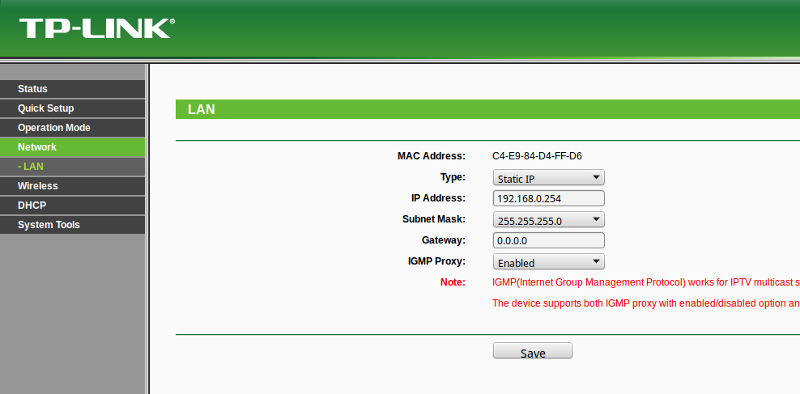 TP-LINK®
Status
Quick Setup
Operation Mode
Network
- LAN
Wireless
DHCP
System Tools
LAN
MAC Address: C4-E9-84-D4-FF-D6
Type: Static IP
IP Address: 192.168.0.254
Subnet Mask: 255.255.255.0
Gateway: 0.0.0.0
IGMP Proxy: Enabled
Note: IGMP(Internet Group Management Protocol) works for IPTV multicast s
The device supports both IGMP proxy with enabled/disabled option an
Save